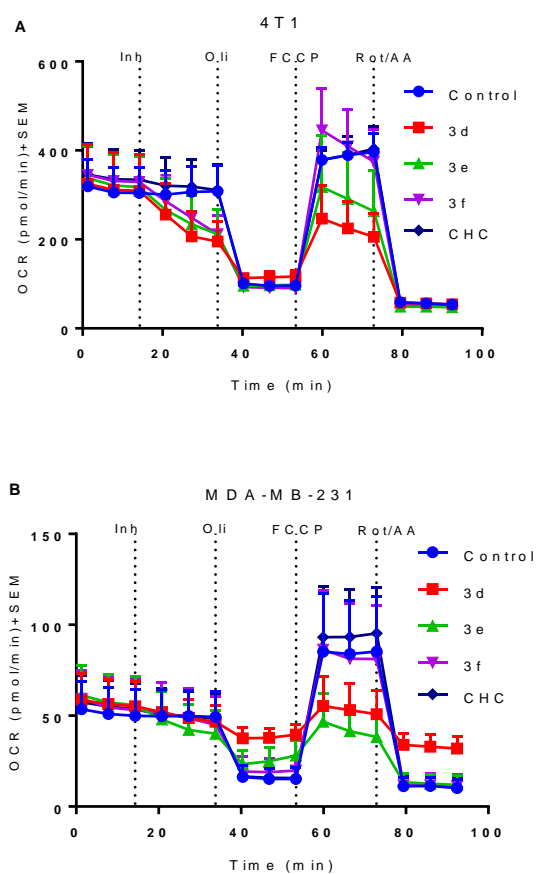 A
4T1
Inh Oli FCCP Rot/AA
600
400
200
0
0 20 40 60 80 100
OCR (pmol/min)+SEM
Time (min)
Control
3d
3e
3f
CHC
B
MDA-MB-231
Inh Oli FCCP Rot/AA
150
100
50
0
0 20 40 60 80 100
OCR (pmol/min)+SEM
Time (min)
Control
3d
3e
3f
CHC